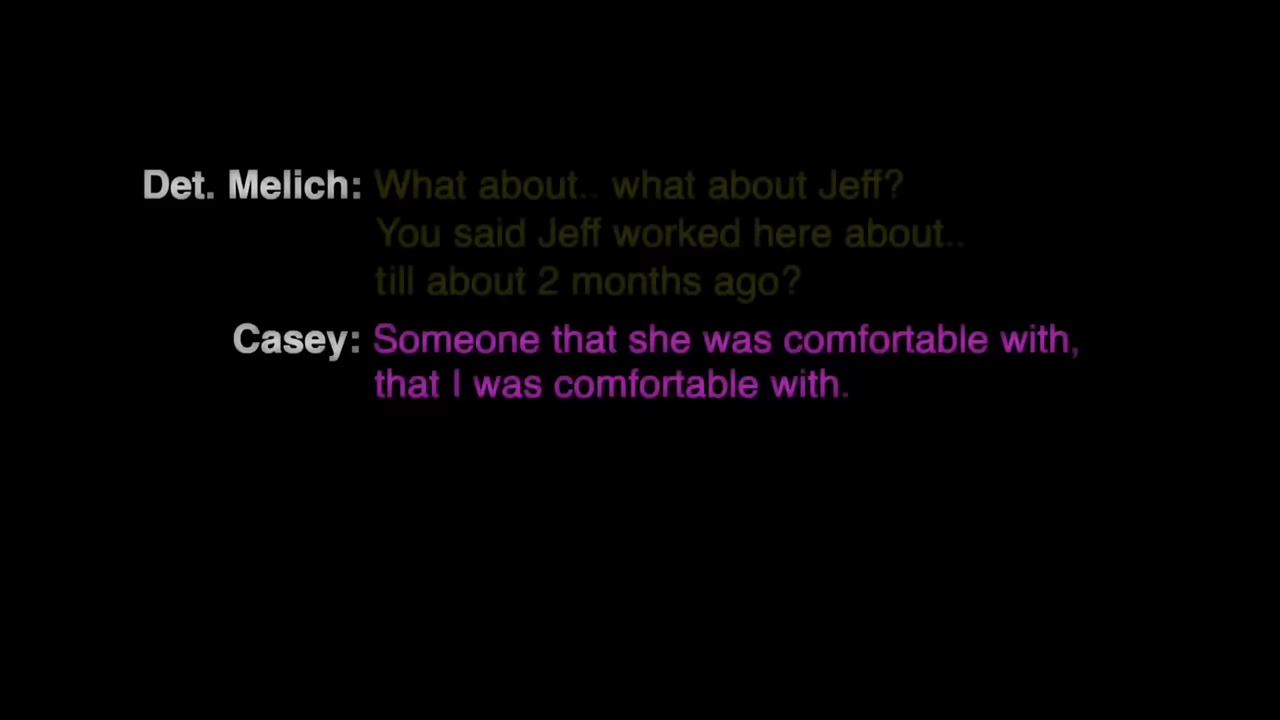 Det. Melich: What about.. what about Jeff?
You said Jeff worked here about..
till about 2 months ago?
Casey: Someone that she was comfortable with,
that I was comfortable with.